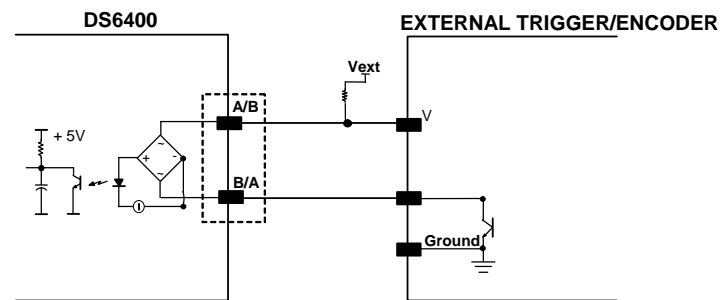 DS6400
EXTERNAL TRIGGER/ENCODER
Vext
A/B
V
+ 5V
+
~
-
~
B/A
I
Ground